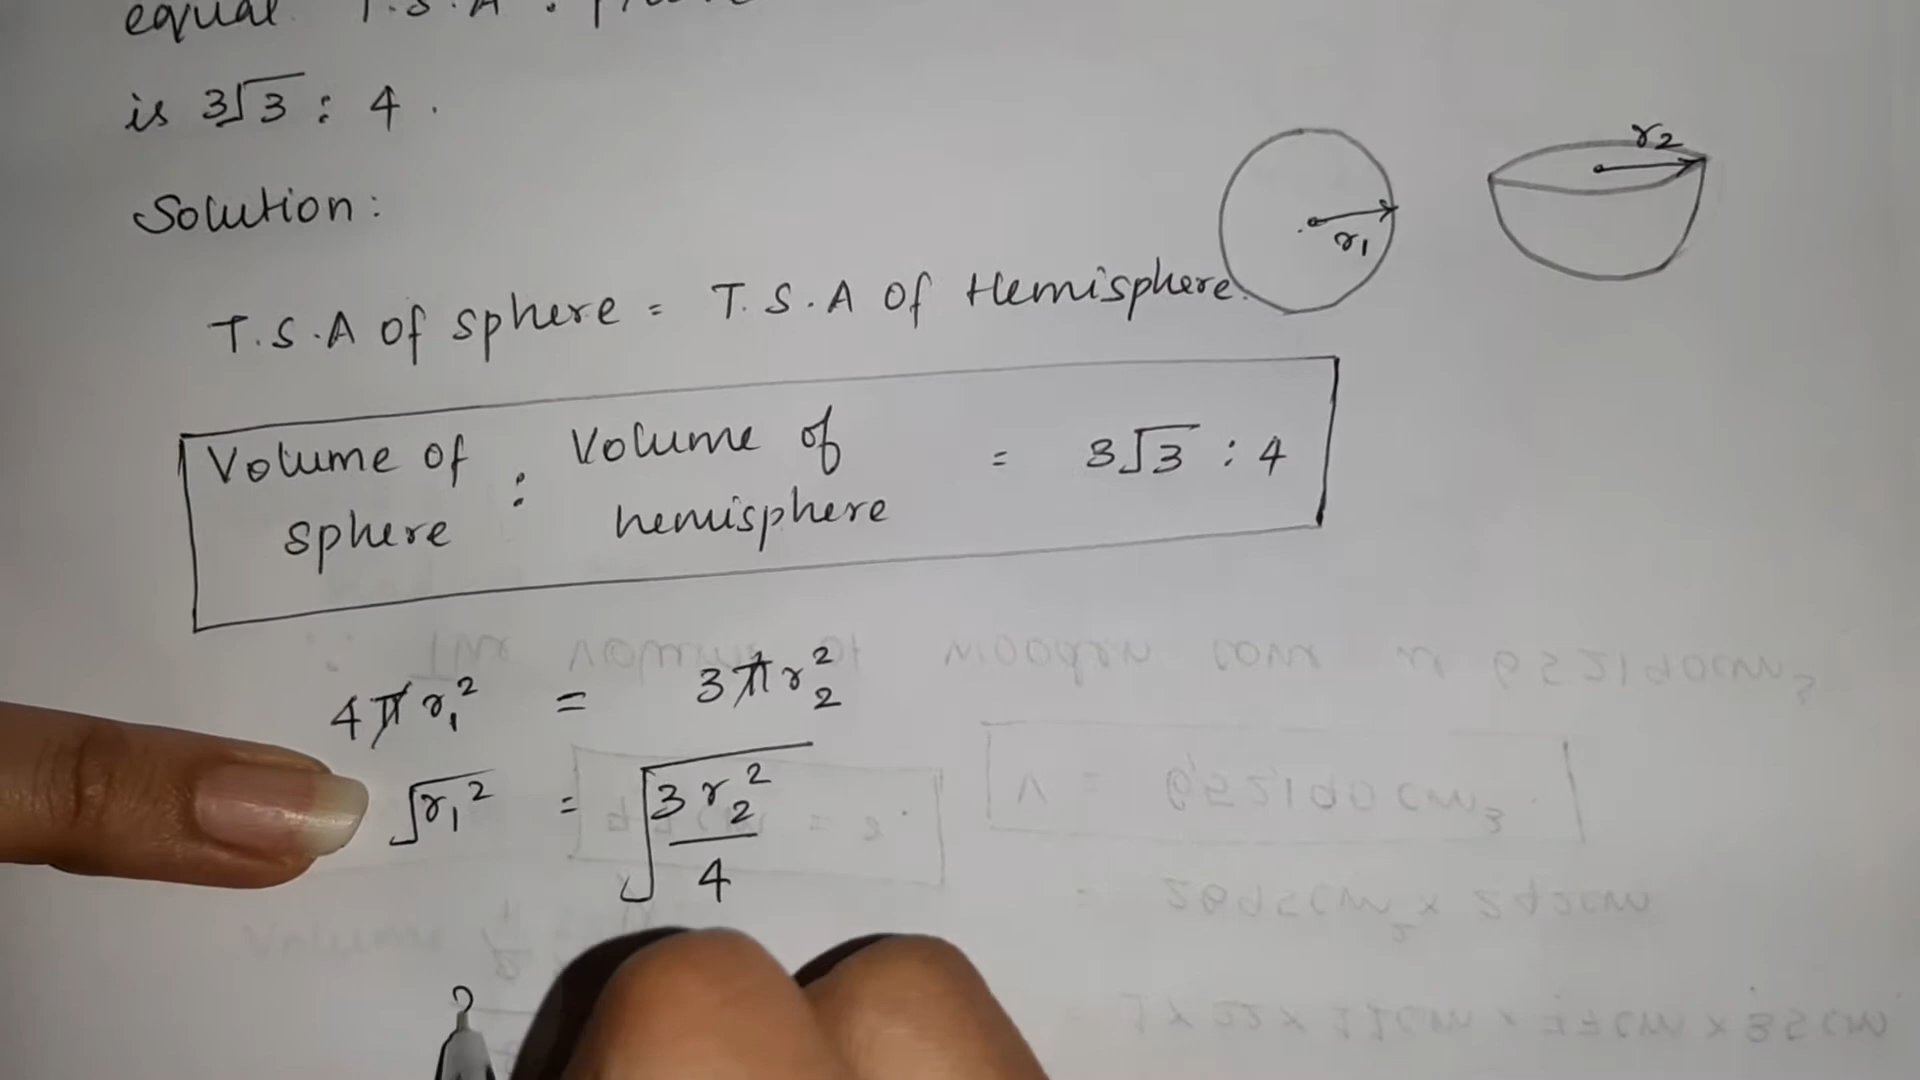 equal T.S.A.
is 3√3 : 4 .
Solution :
r1
r2
T.S.A of sphere = T.S.A of Hemisphere.
Volume of sphere : Volume of hemisphere = 3√3 : 4
4πr₁² = 3πr₂²
√r₁² = √3r₂²/4